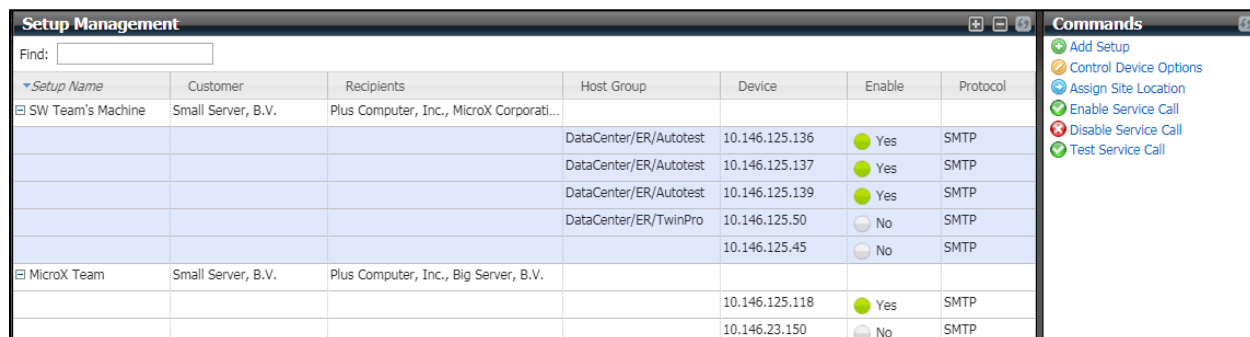 Setup Management
Find:
Setup Name Customer Recipients Host Group Device Enable Protocol
SW Team's Machine Small Server, B.V. Plus Computer, Inc., MicroX Corporati...
DataCenter/ER/Autotest 10.146.125.136 Yes SMTP
DataCenter/ER/Autotest 10.146.125.137 Yes SMTP
DataCenter/ER/Autotest 10.146.125.139 Yes SMTP
DataCenter/ER/TwinPro 10.146.125.50 No SMTP
10.146.125.45 No SMTP
MicroX Team Small Server, B.V. Plus Computer, Inc., Big Server, B.V.
10.146.125.118 Yes SMTP
10.146.23.150 No SMTP
Commands
Add Setup
Control Device Options
Assign Site Location
Enable Service Call
Disable Service Call
Test Service Call